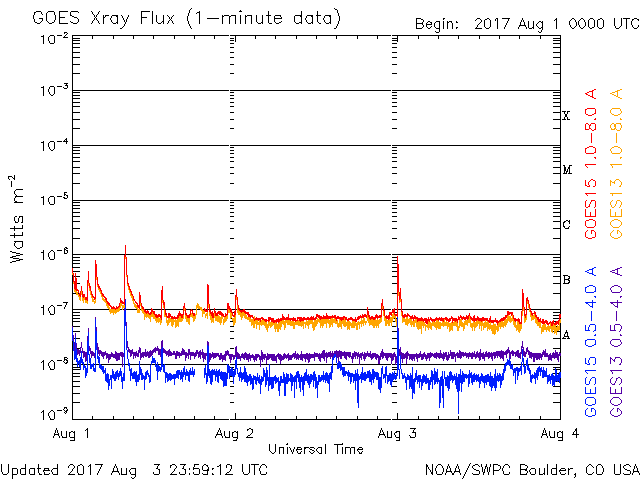 GOES Xray Flux (1-minute data)
Begin: 2017 Aug 1 0000 UTC
10⁻²
10⁻³
10⁻⁴
10⁻⁵
10⁻⁶
10⁻⁷
10⁻⁸
10⁻⁹
Watts m⁻²
X
M
C
B
A
GOES15 1.0-8.0 A
GOES13 1.0-8.0 A
GOES15 0.5-4.0 A
GOES13 0.5-4.0 A
Aug 1
Aug 2
Aug 3
Aug 4
Universal Time
Updated 2017 Aug 3 23:59:12 UTC
NOAA/SWPC Boulder, CO USA